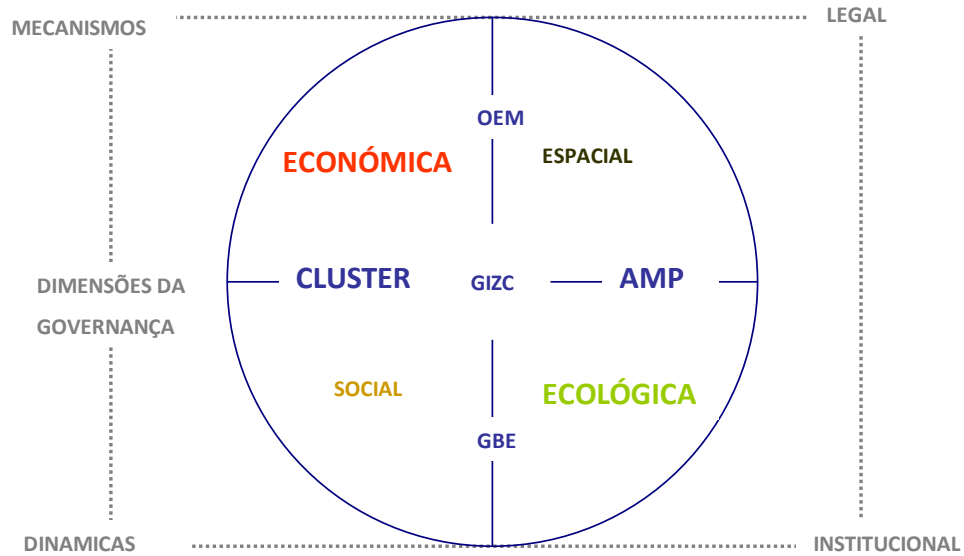 MECANISMOS
LEGAL
OEM
ECONÓMICA
ESPACIAL
CLUSTER
GIZC
AMP
DIMENSÕES DA
GOVERNANÇA
SOCIAL
ECOLÓGICA
GBE
DINAMICAS
INSTITUCIONAL